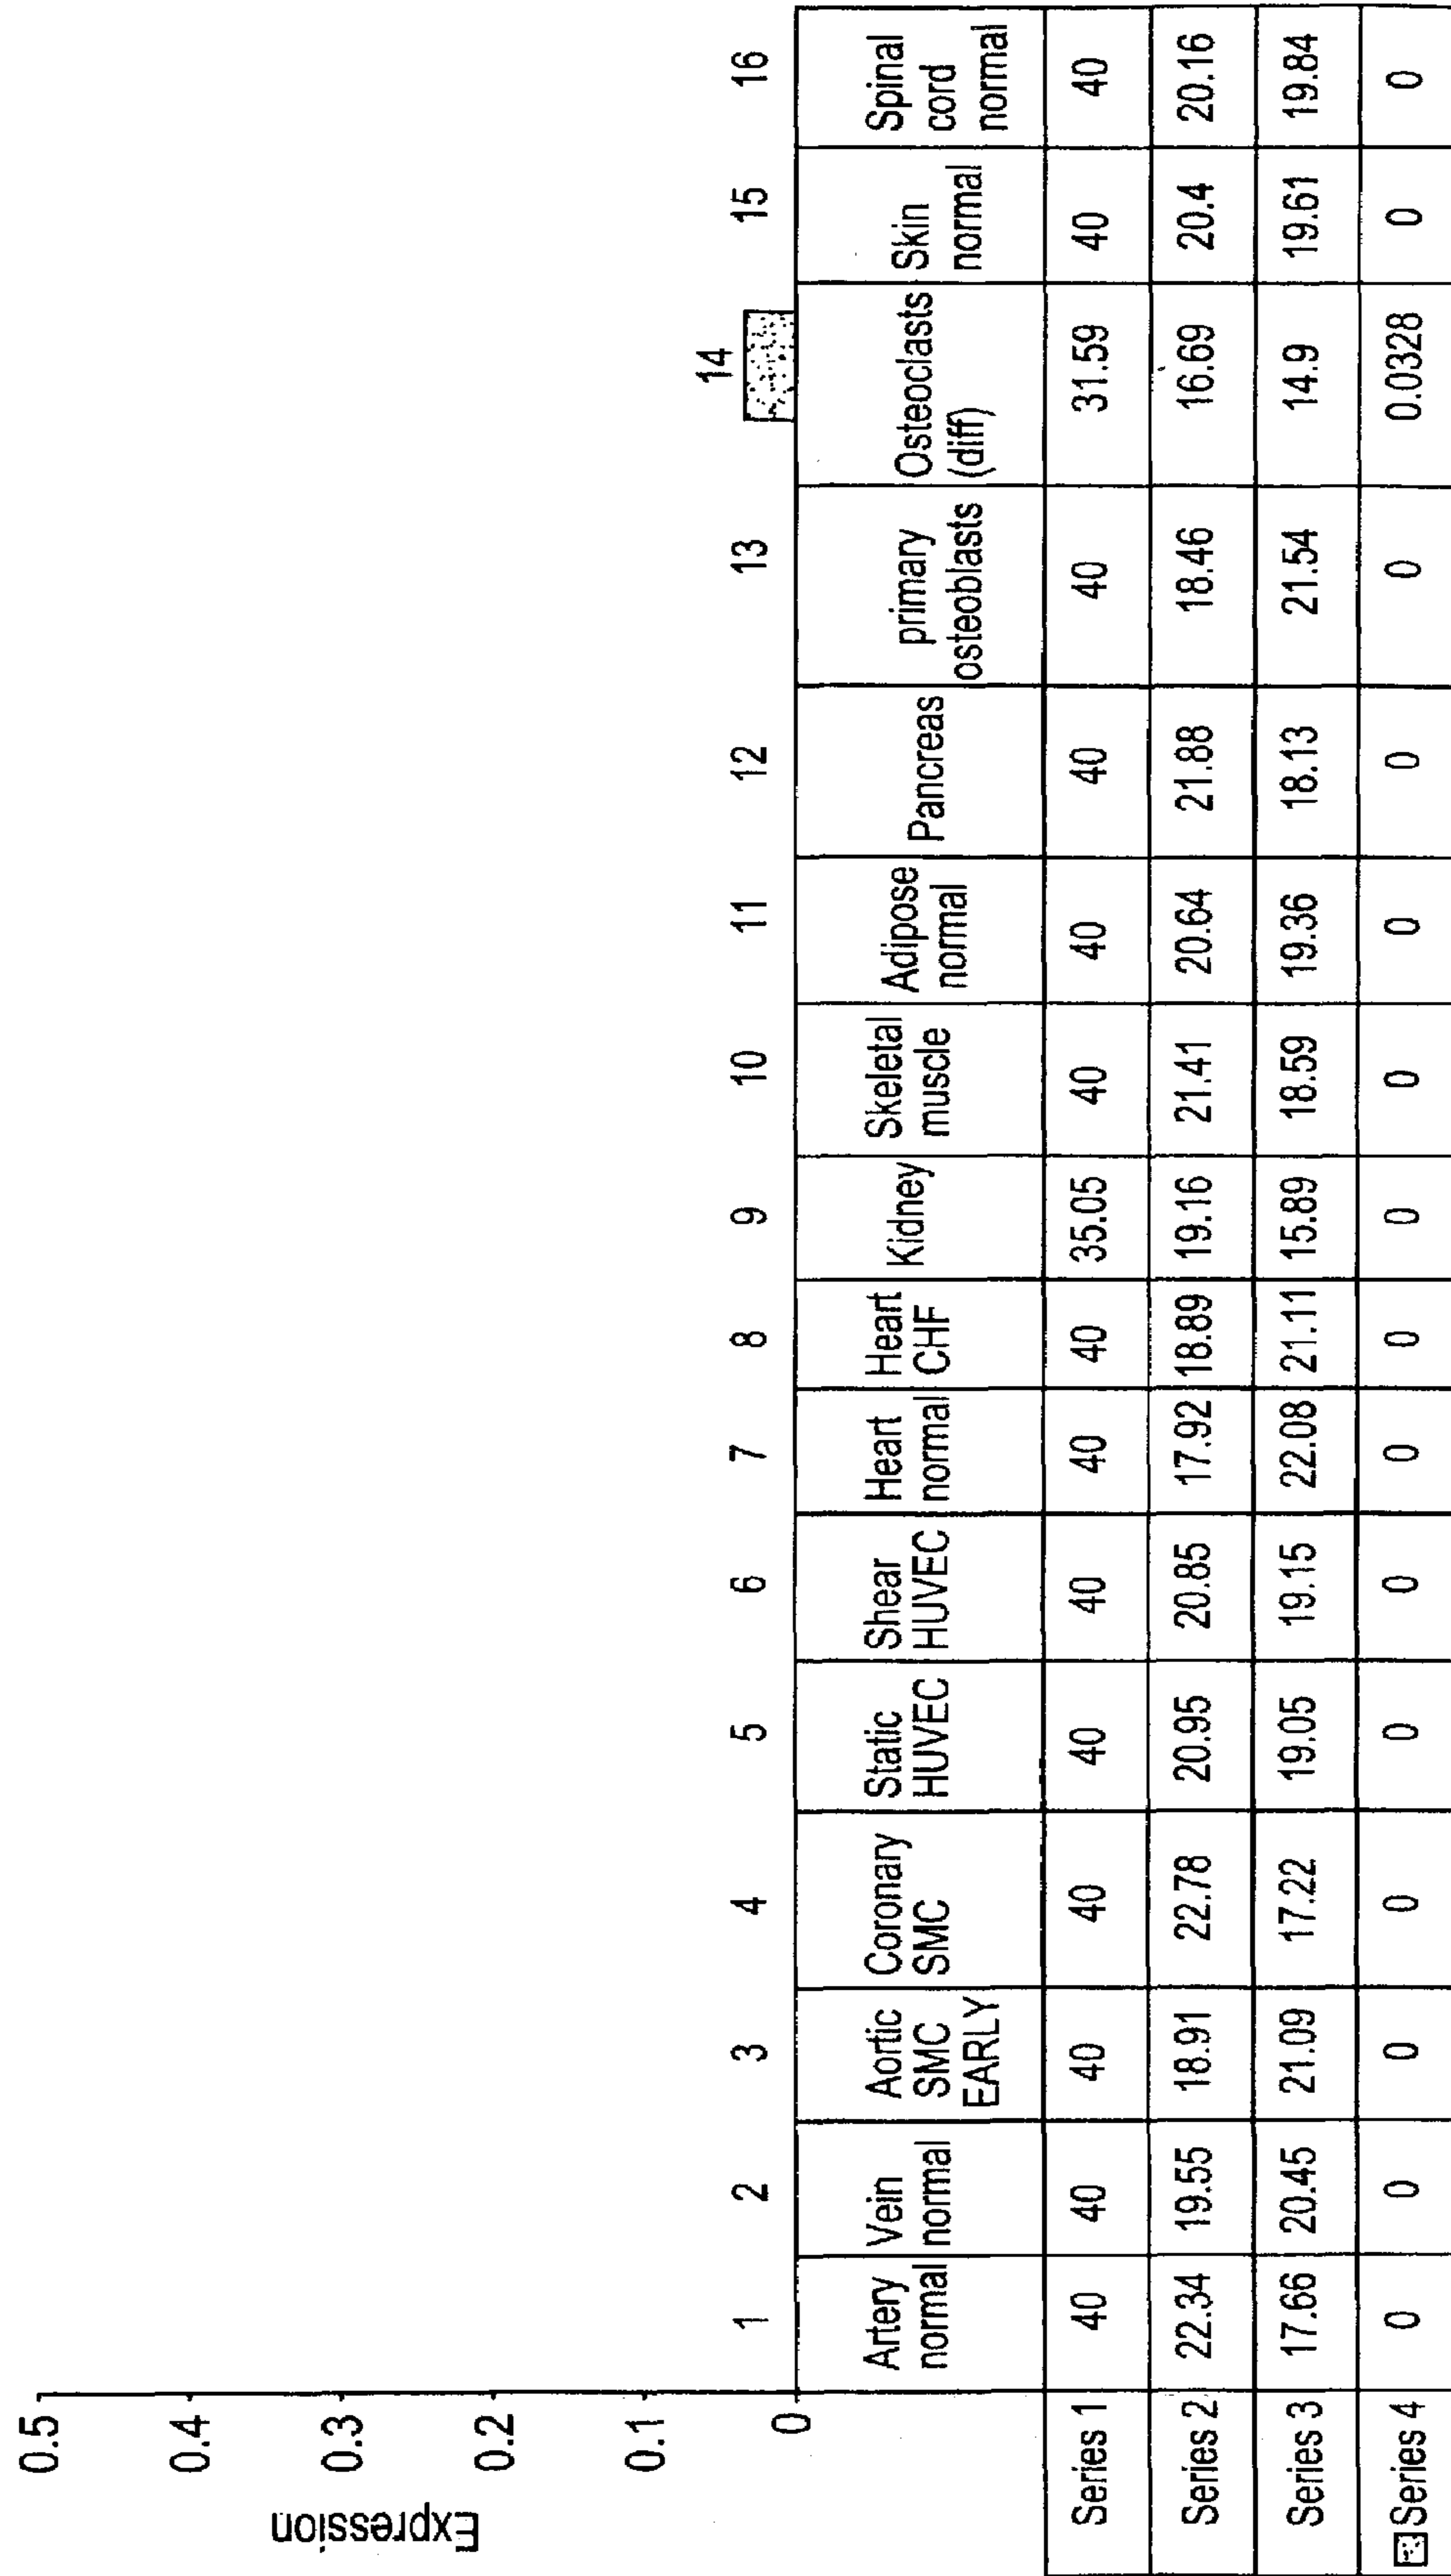 Expression
0.5
0.4
0.3
0.2
0.1
0
1 2 3 4 5 6 7 8 9 10 11 12 13 14 15 16
Artery normal Vein normal Aortic SMC EARLY Coronary SMC Static HUVEC Shear HUVEC Heart normal Heart CHF Kidney Skeletal muscle Adipose normal Pancreas primary osteoblasts Osteoclasts (diff) Skin normal Spinal cord normal
Series 1 40 40 40 40 40 40 40 40 35.05 40 40 40 40 31.59 40 40
Series 2 22.34 19.55 18.91 22.78 20.95 20.85 17.92 18.89 19.16 21.41 20.64 21.88 18.46 16.69 20.4 20.16
Series 3 17.66 20.45 21.09 17.22 19.05 19.15 22.08 21.11 15.89 18.59 19.36 18.13 21.54 14.9 19.61 19.84
Series 4 0 0 0 0 0 0 0 0 0 0 0 0 0 0.0328 0 0